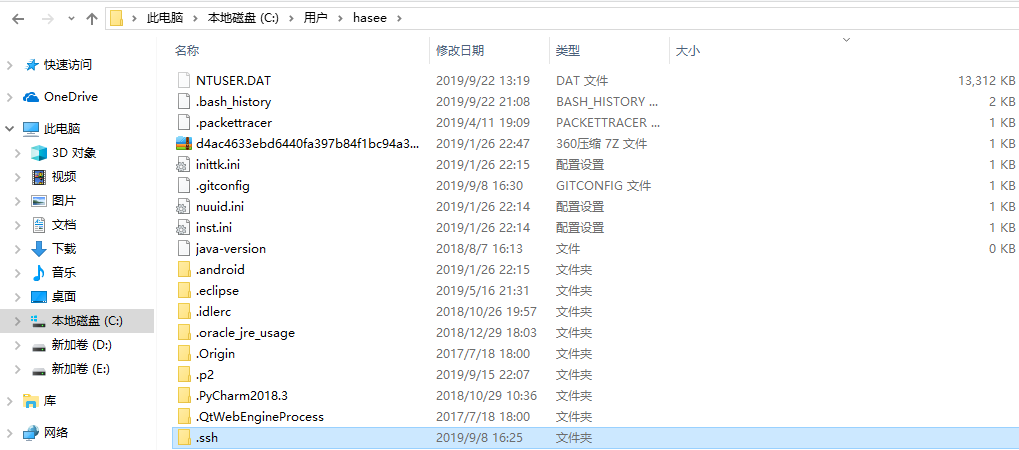 此电脑 本地磁盘 (C:) 用户 hasee
名称 修改日期 类型 大小
快速访问
OneDrive
此电脑
3D 对象
视频
图片
文档
下载
音乐
桌面
本地磁盘 (C:)
新加卷 (D:)
新加卷 (E:)
库
网络
NTUSER.DAT 2019/9/22 13:19 DAT 文件 13,312 KB
.bash_history 2019/9/22 21:08 BASH_HISTORY ... 2 KB
.packettracer 2019/4/11 19:09 PACKETTRACER ... 1 KB
d4ac4633ebd6440fa397b84f1bc94a3... 2019/1/26 22:47 360压缩 7Z 文件 1 KB
inittk.ini 2019/1/26 22:15 配置设置 1 KB
.gitconfig 2019/9/8 16:30 GITCONFIG 文件 1 KB
nuuid.ini 2019/1/26 22:14 配置设置 1 KB
inst.ini 2019/1/26 22:14 配置设置 1 KB
java-version 2018/8/7 16:13 文件 0 KB
.android 2019/1/26 22:15 文件夹
.eclipse 2019/5/16 21:31 文件夹
.idlerc 2018/10/26 19:57 文件夹
.oracle_jre_usage 2018/12/29 18:03 文件夹
.Origin 2017/7/18 18:00 文件夹
.p2 2019/9/15 22:07 文件夹
.PyCharm2018.3 2018/10/29 10:36 文件夹
.QtWebEngineProcess 2017/7/18 18:00 文件夹
.ssh 2019/9/8 16:25 文件夹